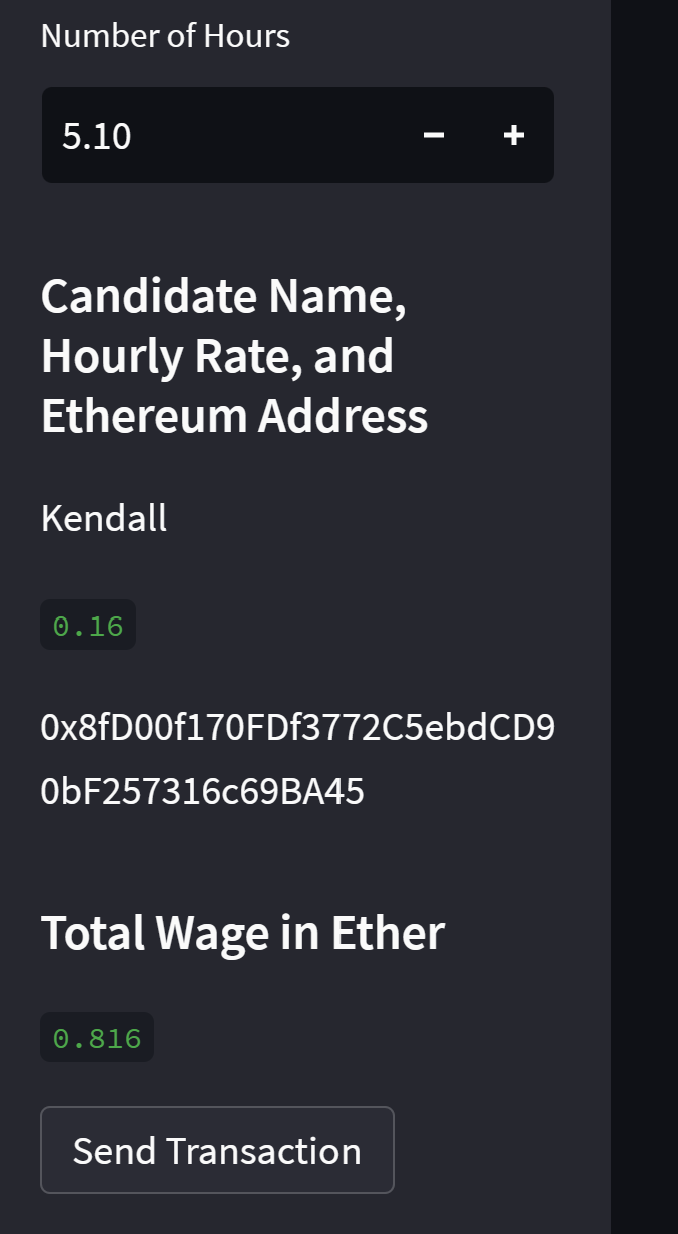 Number of Hours
5.10
Candidate Name,
Hourly Rate, and
Ethereum Address
Kendall
0.16
0x8fD00f170FDf3772C5ebdCD9
0bF257316c69BA45
Total Wage in Ether
0.816
Send Transaction